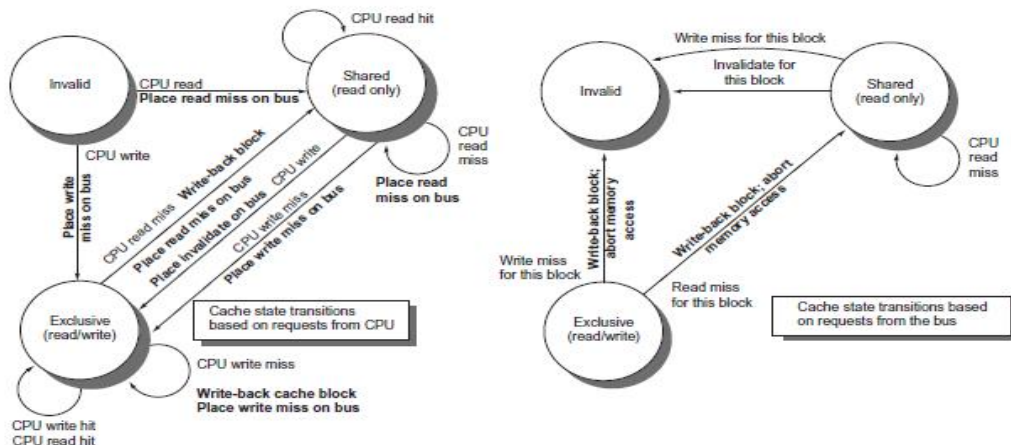 CPU read hit
Invalid
CPU read
Place read miss on bus
Shared
(read only)
CPU write
Place write
miss on bus
CPU read miss Write-back block
Place read miss on bus
Place invalidate on bus CPU write
CPU write miss
Place write miss on bus
CPU
read
miss
Place read
miss on bus
Exclusive
(read/write)
Cache state transitions
based on requests from CPU
CPU write miss
Write-back cache block
Place write miss on bus
CPU write hit
CPU read hit
Write miss for this block
Invalidate for
this block
Invalid
Shared
(read only)
CPU
read
miss
Write-back block;
abort memory
access
Write-back block; abort
memory access
Write miss
for this block
Read miss
for this block
Exclusive
(read/write)
Cache state transitions based
on requests from the bus